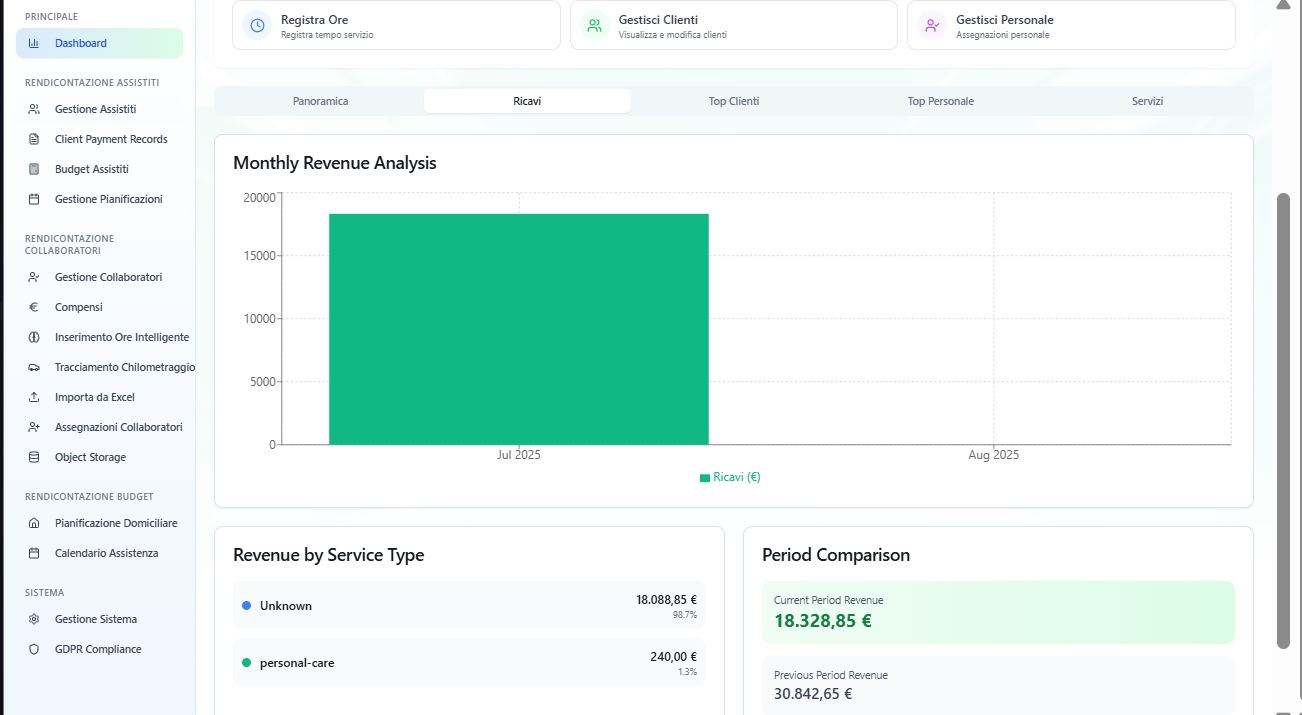 PRINCIPALE
Dashboard
RENDICONTAZIONE ASSISTITI
Gestione Assistiti
Client Payment Records
Budget Assistiti
Gestione Pianificazioni
RENDICONTAZIONE
COLLABORATORI
Gestione Collaboratori
Compensi
Inserimento Ore Intelligente
Tracciamento Chilometraggio
Importa da Excel
Assegnazioni Collaboratori
Object Storage
RENDICONTAZIONE BUDGET
Pianificazione Domiciliare
Calendario Assistenza
SISTEMA
Gestione Sistema
GDPR Compliance
Registra Ore
Registra tempo servizio
Gestisci Clienti
Visualizza e modifica clienti
Gestisci Personale
Assegnazioni personale
Panoramica
Ricavi
Top Clienti
Top Personale
Servizi
Monthly Revenue Analysis
20000
15000
10000
5000
0
Jul 2025
Aug 2025
Ricavi (€)
Revenue by Service Type
Unknown
18.088,85 €
98.7%
personal-care
240,00 €
1.3%
Period Comparison
Current Period Revenue
18.328,85 €
Previous Period Revenue
30.842,65 €